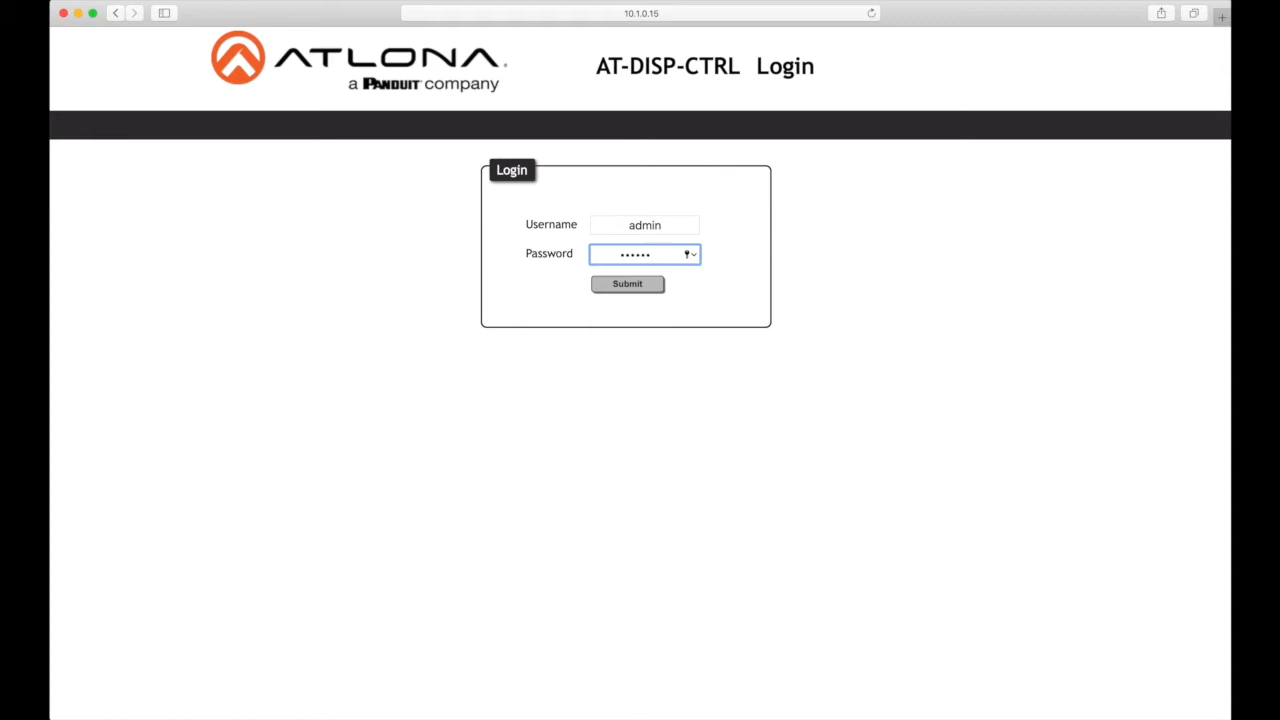 10.1.0.15
ATLONA.
a PANDUIT company
AT-DISP-CTRL Login
Login
Username admin
Password ••••••
Submit